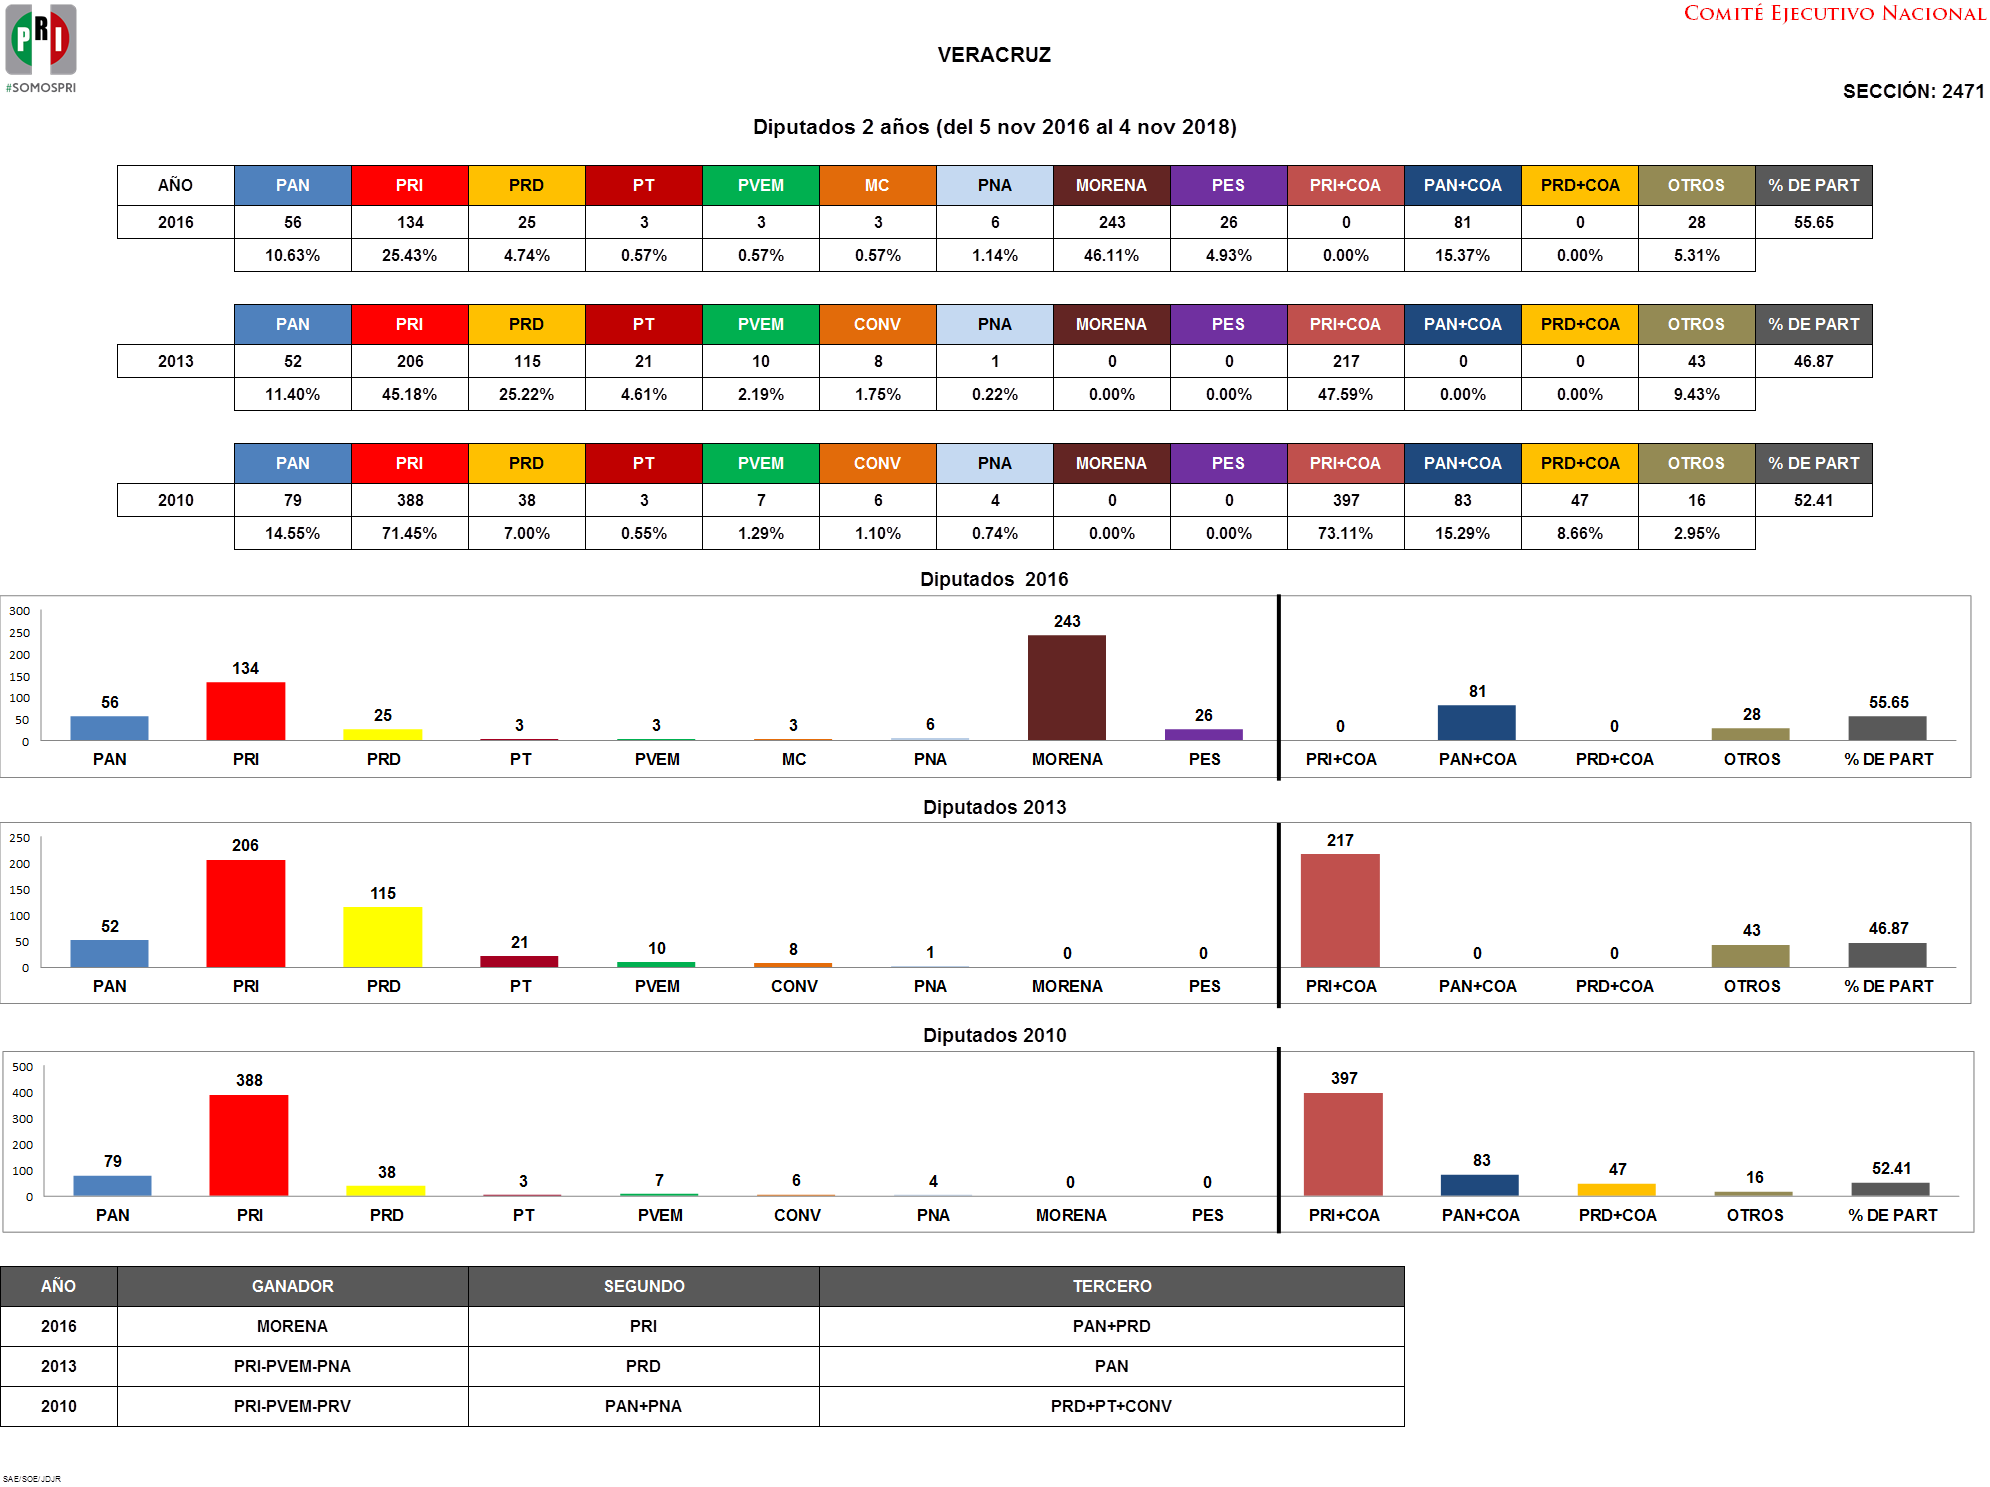 PRI
#SOMOSPRI
COMITÉ EJECUTIVO NACIONAL
VERACRUZ
SECCIÓN: 2471
Diputados 2 años (del 5 nov 2016 al 4 nov 2018)
AÑO PAN PRI PRD PT PVEM MC PNA MORENA PES PRI+COA PAN+COA PRD+COA OTROS % DE PART
2016 56 134 25 3 3 3 6 243 26 0 81 0 28 55.65
10.63% 25.43% 4.74% 0.57% 0.57% 0.57% 1.14% 46.11% 4.93% 0.00% 15.37% 0.00% 5.31%
PAN PRI PRD PT PVEM CONV PNA MORENA PES PRI+COA PAN+COA PRD+COA OTROS % DE PART
2013 52 206 115 21 10 8 1 0 0 217 0 0 43 46.87
11.40% 45.18% 25.22% 4.61% 2.19% 1.75% 0.22% 0.00% 0.00% 47.59% 0.00% 0.00% 9.43%
PAN PRI PRD PT PVEM CONV PNA MORENA PES PRI+COA PAN+COA PRD+COA OTROS % DE PART
2010 79 388 38 3 7 6 4 0 0 397 83 47 16 52.41
14.55% 71.45% 7.00% 0.55% 1.29% 1.10% 0.74% 0.00% 0.00% 73.11% 15.29% 8.66% 2.95%
Diputados 2016
300
250
200
150
100
50
0
56 134 25 3 3 3 6 243 26 0 81 0 28 55.65
PAN PRI PRD PT PVEM MC PNA MORENA PES PRI+COA PAN+COA PRD+COA OTROS % DE PART
Diputados 2013
250
200
150
100
50
0
52 206 115 21 10 8 1 0 0 217 0 0 43 46.87
PAN PRI PRD PT PVEM CONV PNA MORENA PES PRI+COA PAN+COA PRD+COA OTROS % DE PART
Diputados 2010
500
400
300
200
100
0
79 388 38 3 7 6 4 0 0 397 83 47 16 52.41
PAN PRI PRD PT PVEM CONV PNA MORENA PES PRI+COA PAN+COA PRD+COA OTROS % DE PART
AÑO GANADOR SEGUNDO TERCERO
2016 MORENA PRI PAN+PRD
2013 PRI-PVEM-PNA PRD PAN
2010 PRI-PVEM-PRV PAN+PNA PRD+PT+CONV
SAE/SOE/JDJR